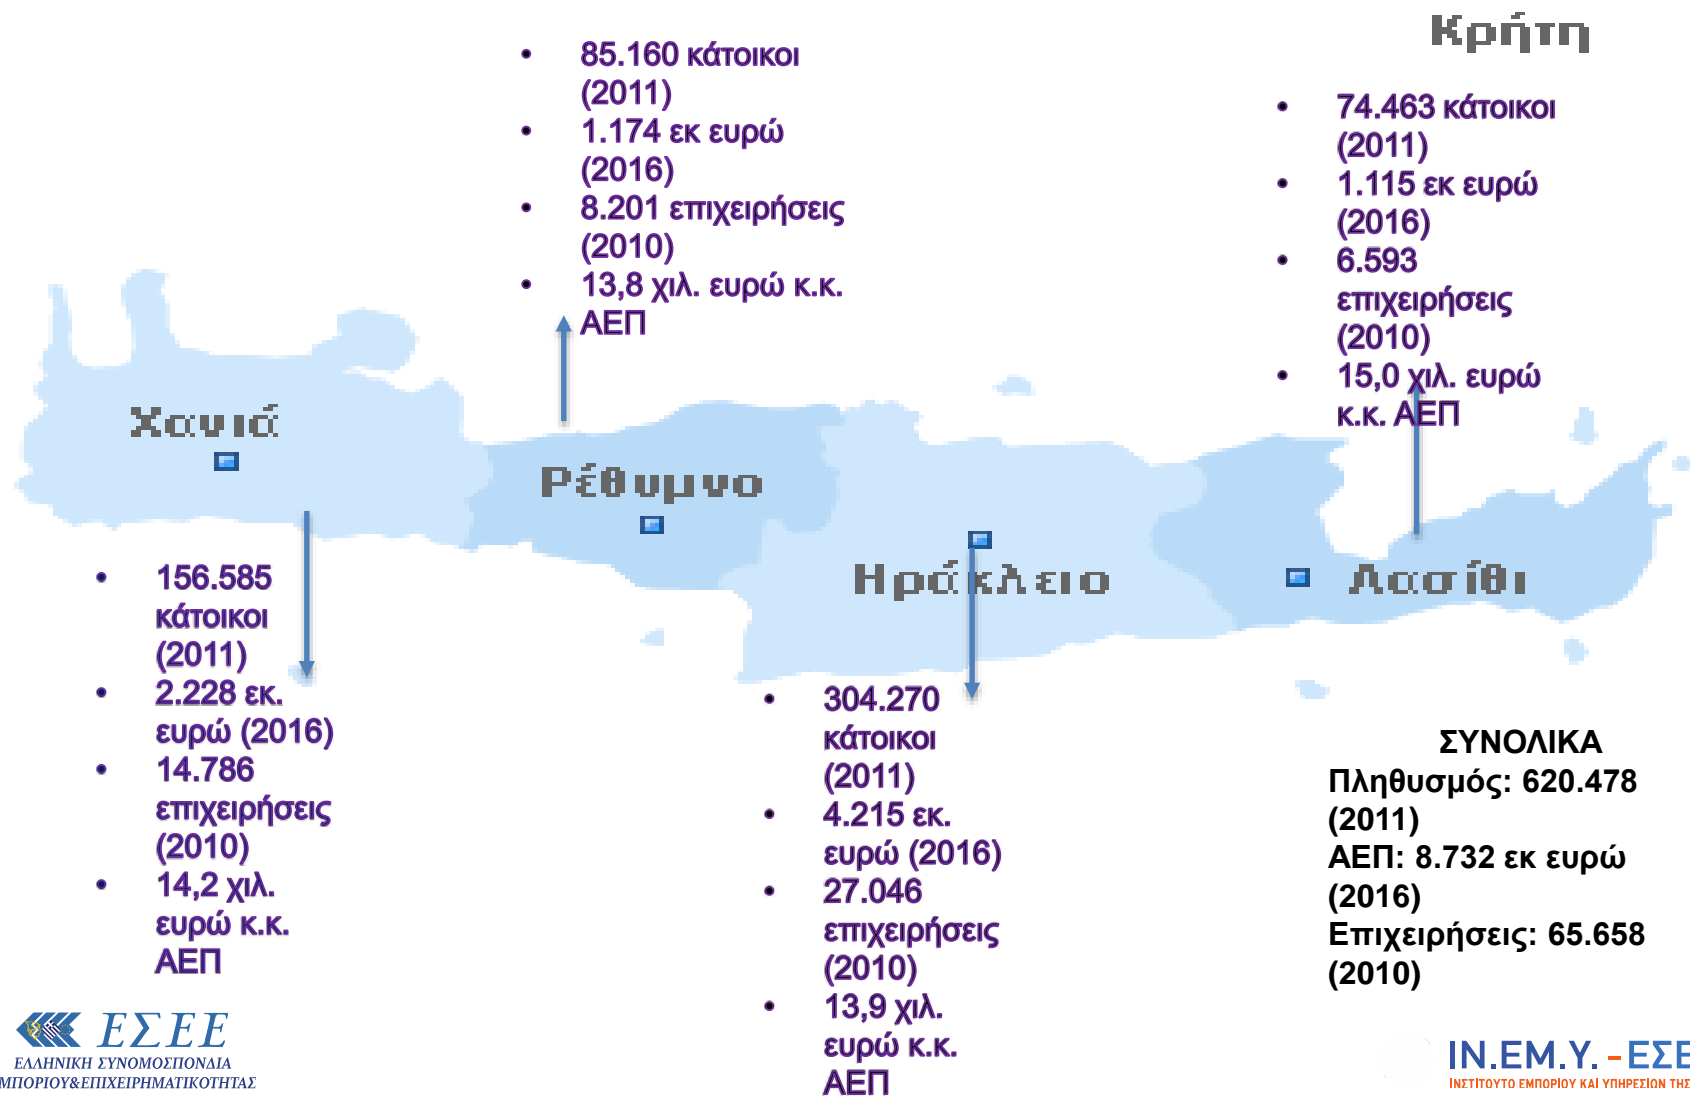 Κρήτη
85.160 κάτοικοι
(2011)
1.174 εκ ευρώ
(2016)
8.201 επιχειρήσεις
(2010)
13,8 χιλ. ευρώ κ.κ.
ΑΕΠ
74.463 κάτοικοι
(2011)
1.115 εκ ευρώ
(2016)
6.593
επιχειρήσεις
(2010)
15,0 χιλ. ευρώ
κ.κ. ΑΕΠ
Χανιά
Ρέθυμνο
Ηράκλειο
Λασίθι
156.585
κάτοικοι
(2011)
2.228 εκ.
ευρώ (2016)
14.786
επιχειρήσεις
(2010)
14,2 χιλ.
ευρώ κ.κ.
ΑΕΠ
304.270
κάτοικοι
(2011)
4.215 εκ.
ευρώ (2016)
27.046
επιχειρήσεις
(2010)
13,9 χιλ.
ευρώ κ.κ.
ΑΕΠ
ΣΥΝΟΛΙΚΑ
Πληθυσμός: 620.478
(2011)
ΑΕΠ: 8.732 εκ ευρώ
(2016)
Επιχειρήσεις: 65.658
(2010)
ΕΣΕΕ
ΕΛΛΗΝΙΚΗ ΣΥΝΟΜΟΣΠΟΝΔΙΑ
ΜΠΟΡΙΟΥ&ΕΠΙΧΕΙΡΗΜΑΤΙΚΟΤΗΤΑΣ
IN.EM.Y. – ΕΣΕ
ΙΝΣΤΙΤΟΥΤΟ ΕΜΠΟΡΙΟΥ ΚΑΙ ΥΠΗΡΕΣΙΩΝ ΤΗΣ